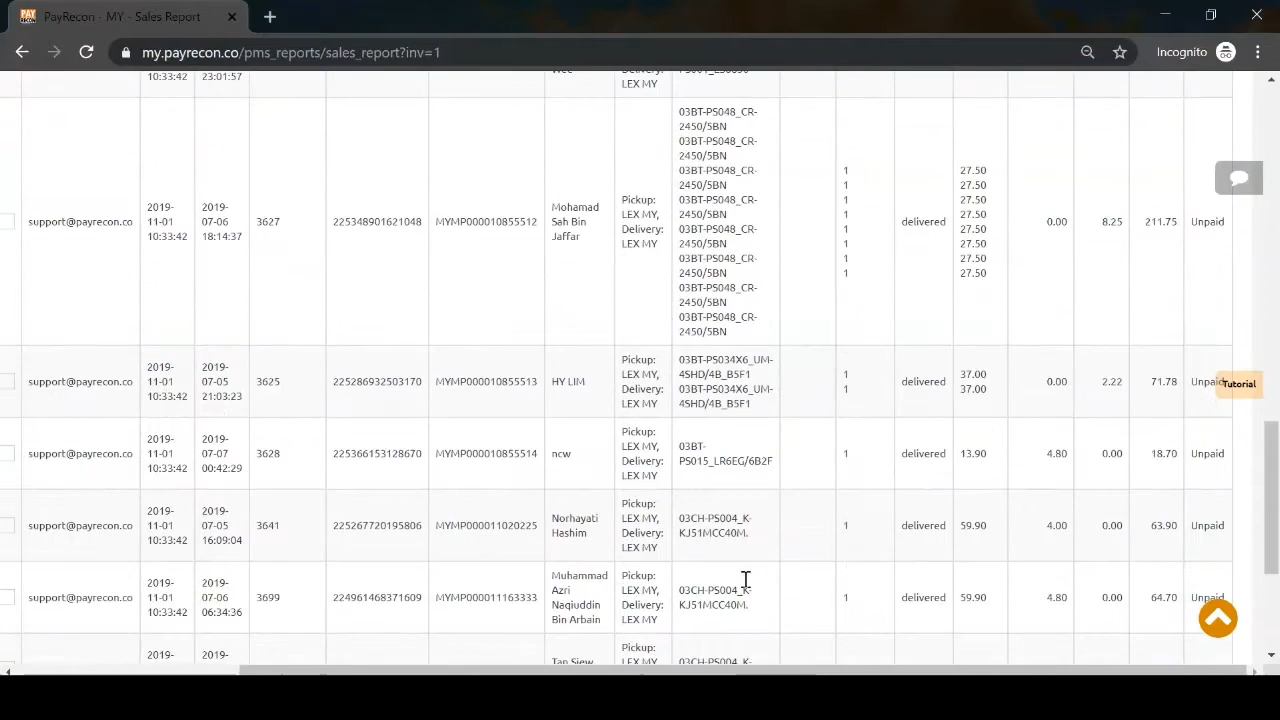 PayRecon - MY - Sales Report
my.payrecon.co/pms_reports/sales_report?inv=1
Incognito
10:33:42
23:01:57
Delivery:
LEX MY
support@payrecon.co
2019-
11-01
10:33:42
2019-
07-06
18:14:37
3627
225348901621048
MYMP000010855512
Mohamad
Sah Bin
Jaffar
Pickup:
LEX MY,
Delivery:
LEX MY
03BT-PS048_CR-
2450/5BN
03BT-PS048_CR-
2450/5BN
03BT-PS048_CR-
2450/5BN
03BT-PS048_CR-
2450/5BN
03BT-PS048_CR-
2450/5BN
03BT-PS048_CR-
2450/5BN
03BT-PS048_CR-
2450/5BN
03BT-PS048_CR-
2450/5BN
1
1
1
1
1
1
1
1
delivered
27.50
27.50
27.50
27.50
27.50
27.50
27.50
27.50
0.00
8.25
211.75
Unpaid
support@payrecon.co
2019-
11-01
10:33:42
2019-
07-05
21:03:23
3625
225286932503170
MYMP000010855513
HY LIM
Pickup:
LEX MY,
Delivery:
LEX MY
03BT-PS034X6_UM-
4SHD/4B_B5F1
03BT-PS034X6_UM-
4SHD/4B_B5F1
1
1
delivered
37.00
37.00
0.00
2.22
71.78
Unpaid
Tutorial
support@payrecon.co
2019-
11-01
10:33:42
2019-
07-07
00:42:29
3628
225366153128670
MYMP000010855514
ncw
Pickup:
LEX MY,
Delivery:
LEX MY
03BT-
PS015_LR6EG/6B2F
1
delivered
13.90
4.80
0.00
18.70
Unpaid
support@payrecon.co
2019-
11-01
10:33:42
2019-
07-05
16:09:04
3641
225267720195806
MYMP000011020225
Norhayati
Hashim
Pickup:
LEX MY,
Delivery:
LEX MY
03CH-PS004_K-
KJ51MCC40M.
1
delivered
59.90
4.00
0.00
63.90
Unpaid
support@payrecon.co
2019-
11-01
10:33:42
2019-
07-06
06:34:36
3699
224961468371609
MYMP000011163333
Muhammad
Azri
Naqiuddin
Bin Arbain
Pickup:
LEX MY,
Delivery:
LEX MY
03CH-PS004_K-
KJ51MCC40M.
1
delivered
59.90
4.80
0.00
64.70
Unpaid
2019-
2019-
Tan Siew
Pickup:
LEX MY,
03CH-PS004_K-